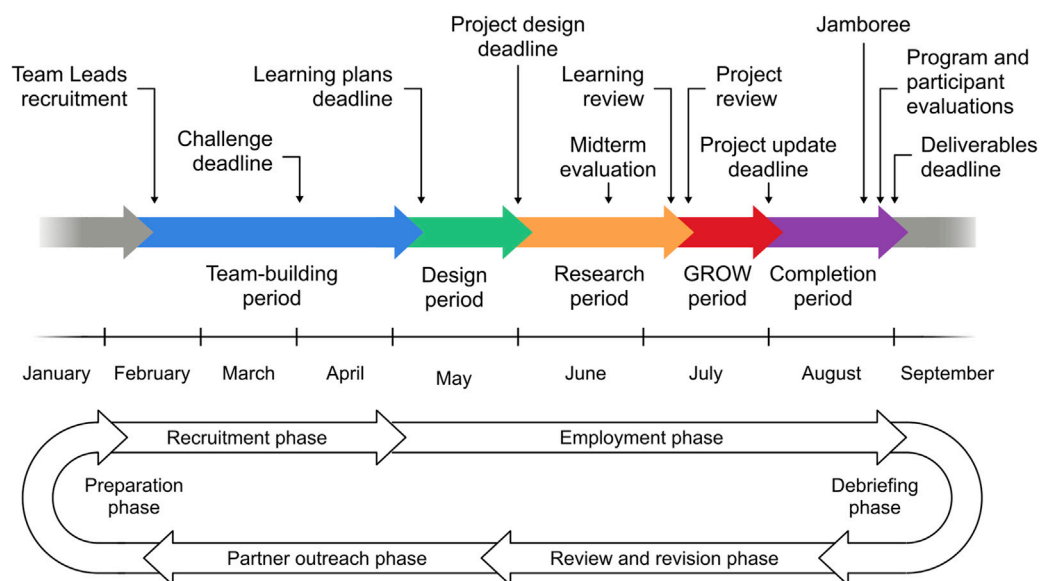 Team Leads
recruitment
Challenge
deadline
Learning plans
deadline
Project design
deadline
Learning
review
Midterm
evaluation
Project
review
Project update
deadline
Jamboree
Program and
participant
evaluations
Deliverables
deadline
Team-building
period
Design
period
Research
period
GROW
period
Completion
period
January
February
March
April
May
June
July
August
September
Recruitment phase
Employment phase
Preparation
phase
Debriefing
phase
Partner outreach phase
Review and revision phase